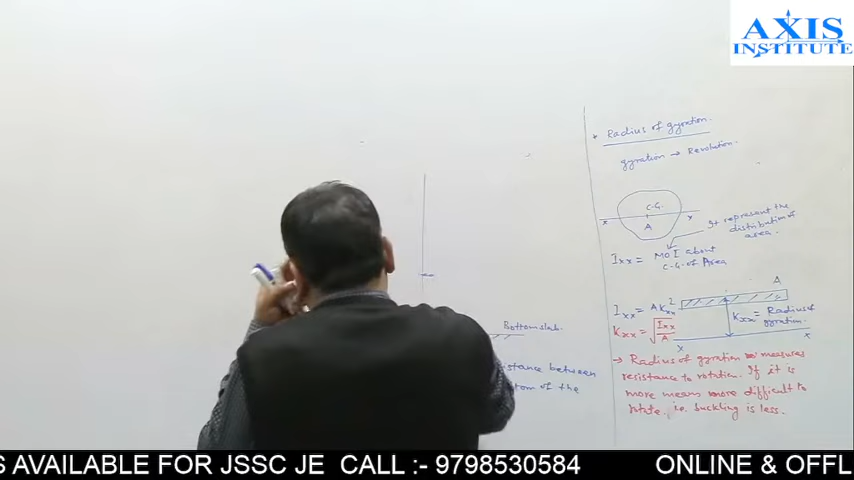 AXIS
INSTITUTE
* Radius of gyration.
gyration → Revolution.
C.G.
x x
A
It represent the
distribution of
area.
Ixx = MOI about
C.G. of Area
A
Ixx = AKxx²
Kxx = Radius of
gyration.
Kxx = √Ixx/A
x x
→ Radius of gyration measures
resistance to rotation. If it is
more means more difficult to
rotate. i.e. buckling is less.
Bottom slab.
stance between
om of the
S AVAILABLE FOR JSSC JE CALL :- 9798530584 ONLINE & OFFL